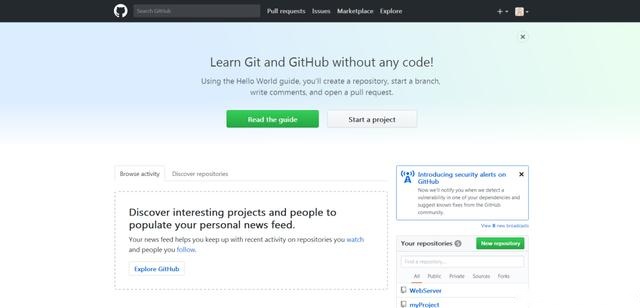 Search GitHub
Pull requests Issues Marketplace Explore
Learn Git and GitHub without any code!
Using the Hello World guide, you'll create a repository, start a branch,
write comments, and open a pull request.
Read the guide
Start a project
Browse activity
Discover repositories
Discover interesting projects and people to
populate your personal news feed.
Your news feed helps you keep up with recent activity on repositories you watch
and people you follow.
Explore GitHub
Introducing security alerts on
GitHub
Now we'll notify you when we detect a
vulnerability in one of your dependencies and
suggest known fixes from the GitHub
community.
View 8 new broadcasts
Your repositories 5
New repository
Find a repository...
All Public Private Sources Forks
WebServer
myProject